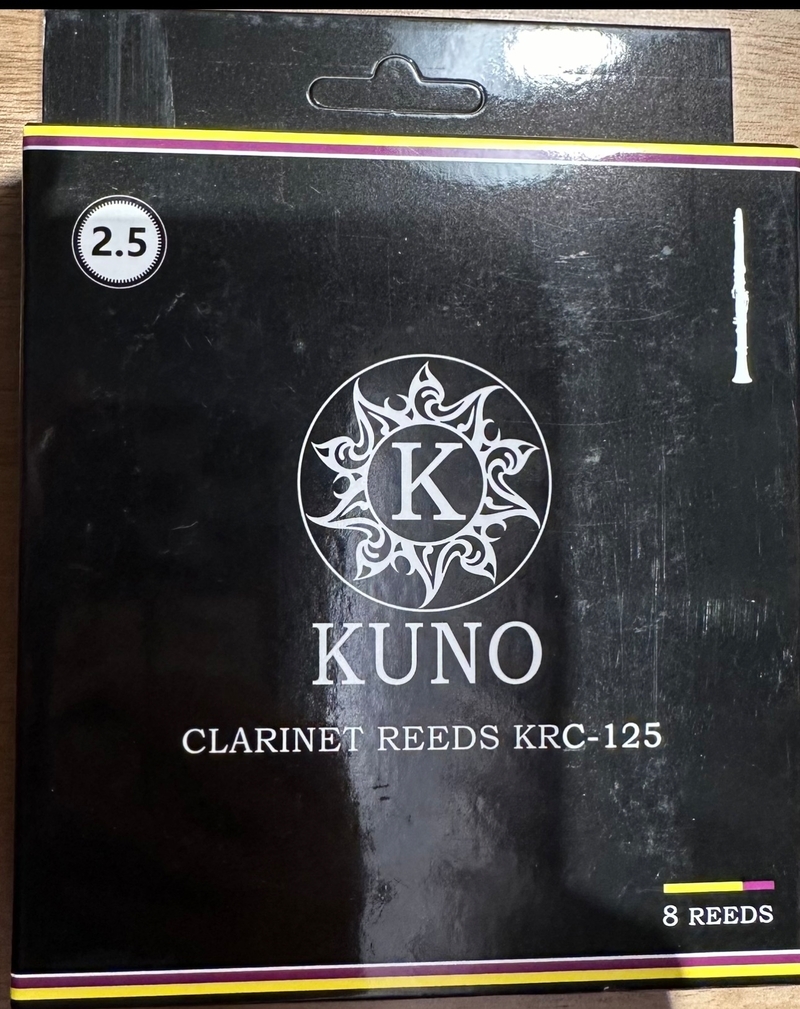 2.5
K
KUNO
CLARINET REEDS KRC-125
8 REEDS